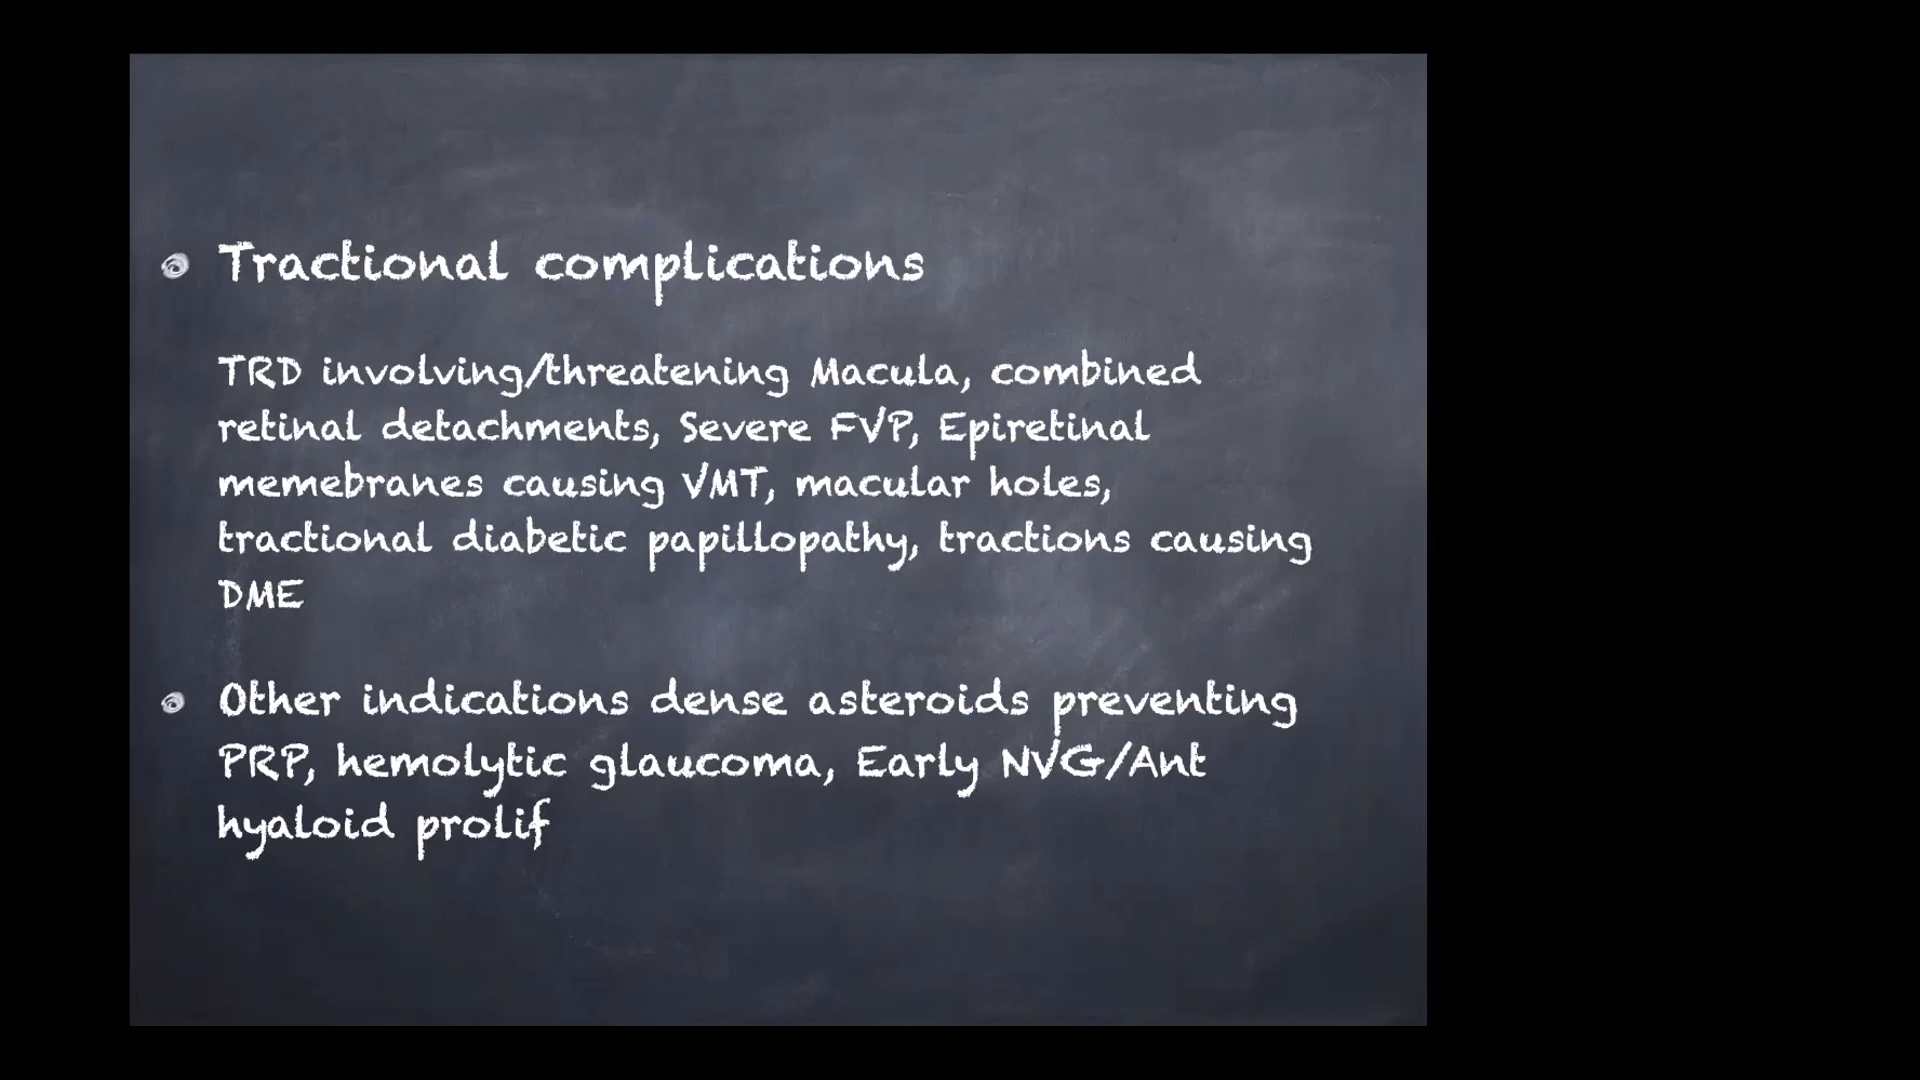 Tractional complications
TRD involving/threatening Macula, combined
retinal detachments, Severe FVP, Epiretinal
memebranes causing VMT, macular holes,
tractional diabetic papillopathy, tractions causing
DME
Other indications dense asteroids preventing
PRP, hemolytic glaucoma, Early NVG/Ant
hyaloid prolif